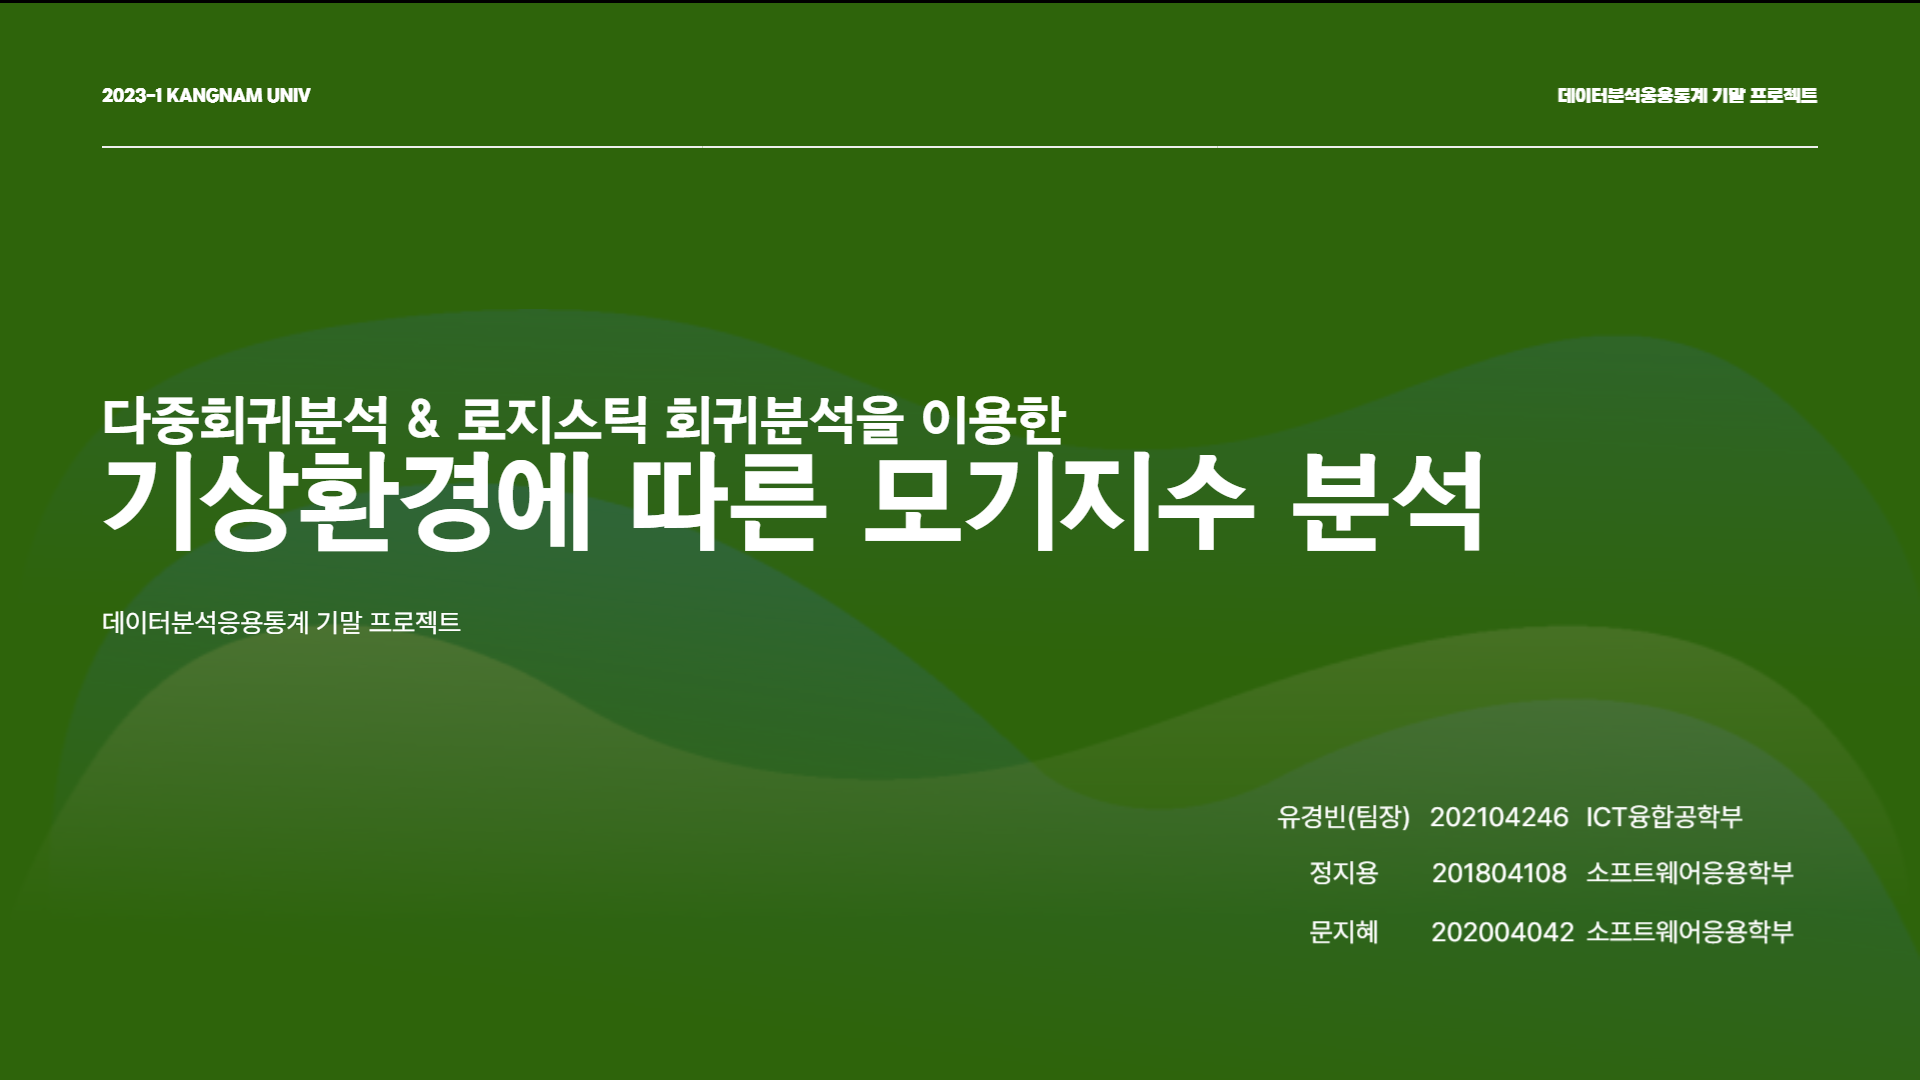 2023-1 KANGNAM UNIV
데이터분석응용통계 기말 프로젝트
다중회귀분석 & 로지스틱 회귀분석을 이용한
기상환경에 따른 모기지수 분석
데이터분석응용통계 기말 프로젝트
유경빈(팀장) 202104246 ICT융합공학부
정지용 201804108 소프트웨어응용학부
문지혜 202004042 소프트웨어응용학부